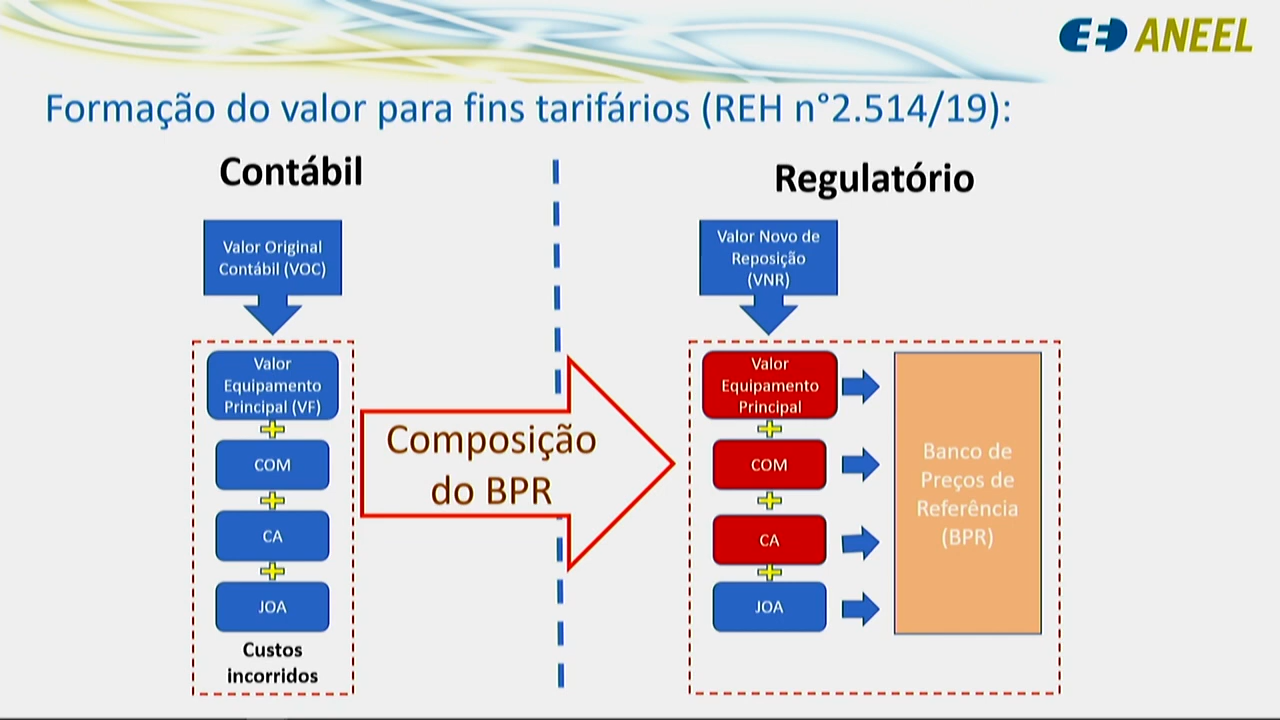 ANEEL
Formação do valor para fins tarifários (REH n°2.514/19):
Contábil
Valor Original
Contábil (VOC)
Valor
Equipamento
Principal (VF)
+
COM
+
CA
+
JOA
Custos
incorridos
Composição
do BPR
Regulatório
Valor Novo de
Reposição
(VNR)
Valor
Equipamento
Principal
+
COM
+
CA
+
JOA
Banco de
Preços de
Referência
(BPR)